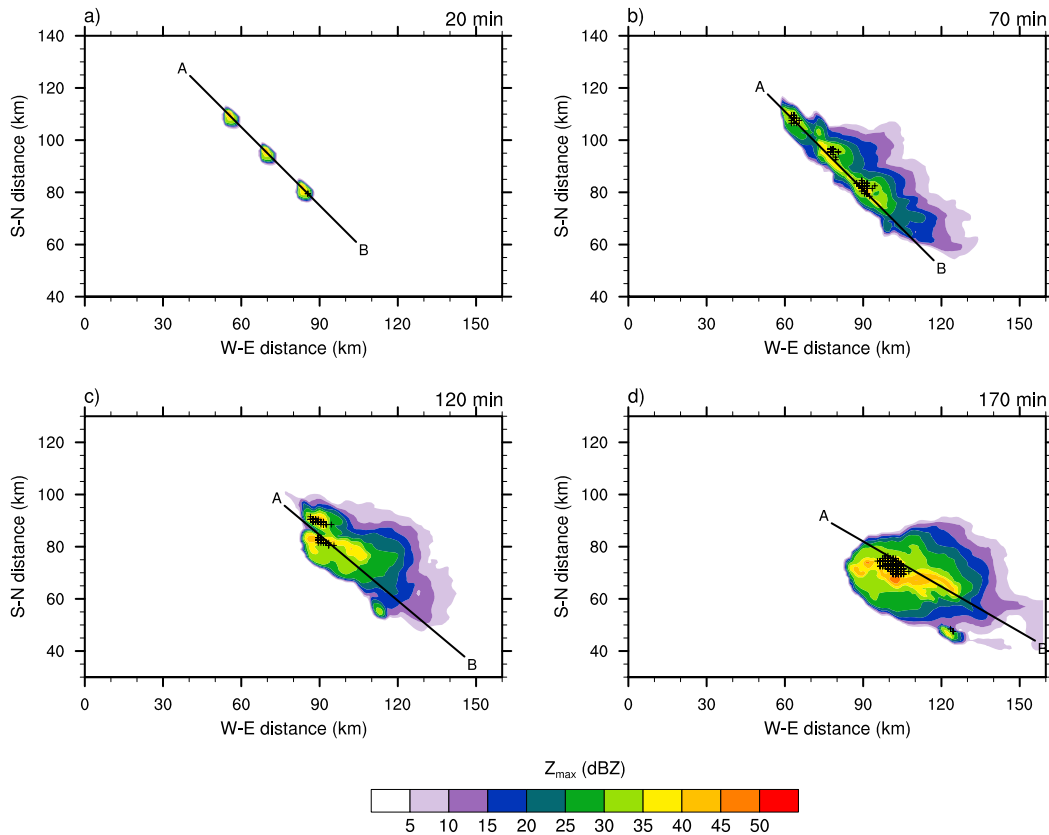 a) 20 min
140
120
100
80
60
40
S-N distance (km)
A
B
0 30 60 90 120 150
W-E distance (km)
b) 70 min
140
120
100
80
60
40
S-N distance (km)
A
B
0 30 60 90 120 150
W-E distance (km)
c) 120 min
120
100
80
60
40
S-N distance (km)
A
B
0 30 60 90 120 150
W-E distance (km)
d) 170 min
120
100
80
60
40
S-N distance (km)
A
B
0 30 60 90 120 150
W-E distance (km)
Zmax (dBZ)
5 10 15 20 25 30 35 40 45 50